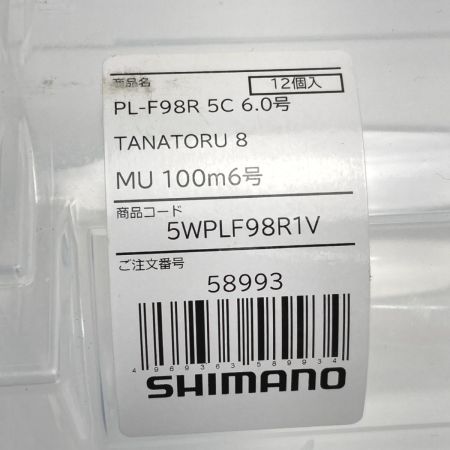 商品名 12個入
PL-F98R 5C 6.0号
TANATORU 8
MU 100m6号
商品コード
5WPLF98R1V
ご注文番号
58993
4969363589934
SHIMANO